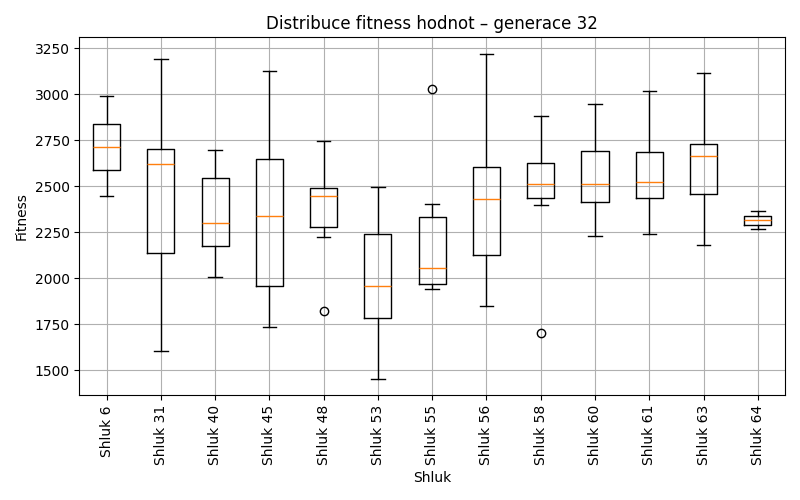 Distribuce fitness hodnot – generace 32
Fitness
3250
3000
2750
2500
2250
2000
1750
1500
Shluk 6
Shluk 31
Shluk 40
Shluk 45
Shluk 48
Shluk 53
Shluk 55
Shluk 56
Shluk 58
Shluk 60
Shluk 61
Shluk 63
Shluk 64
Shluk